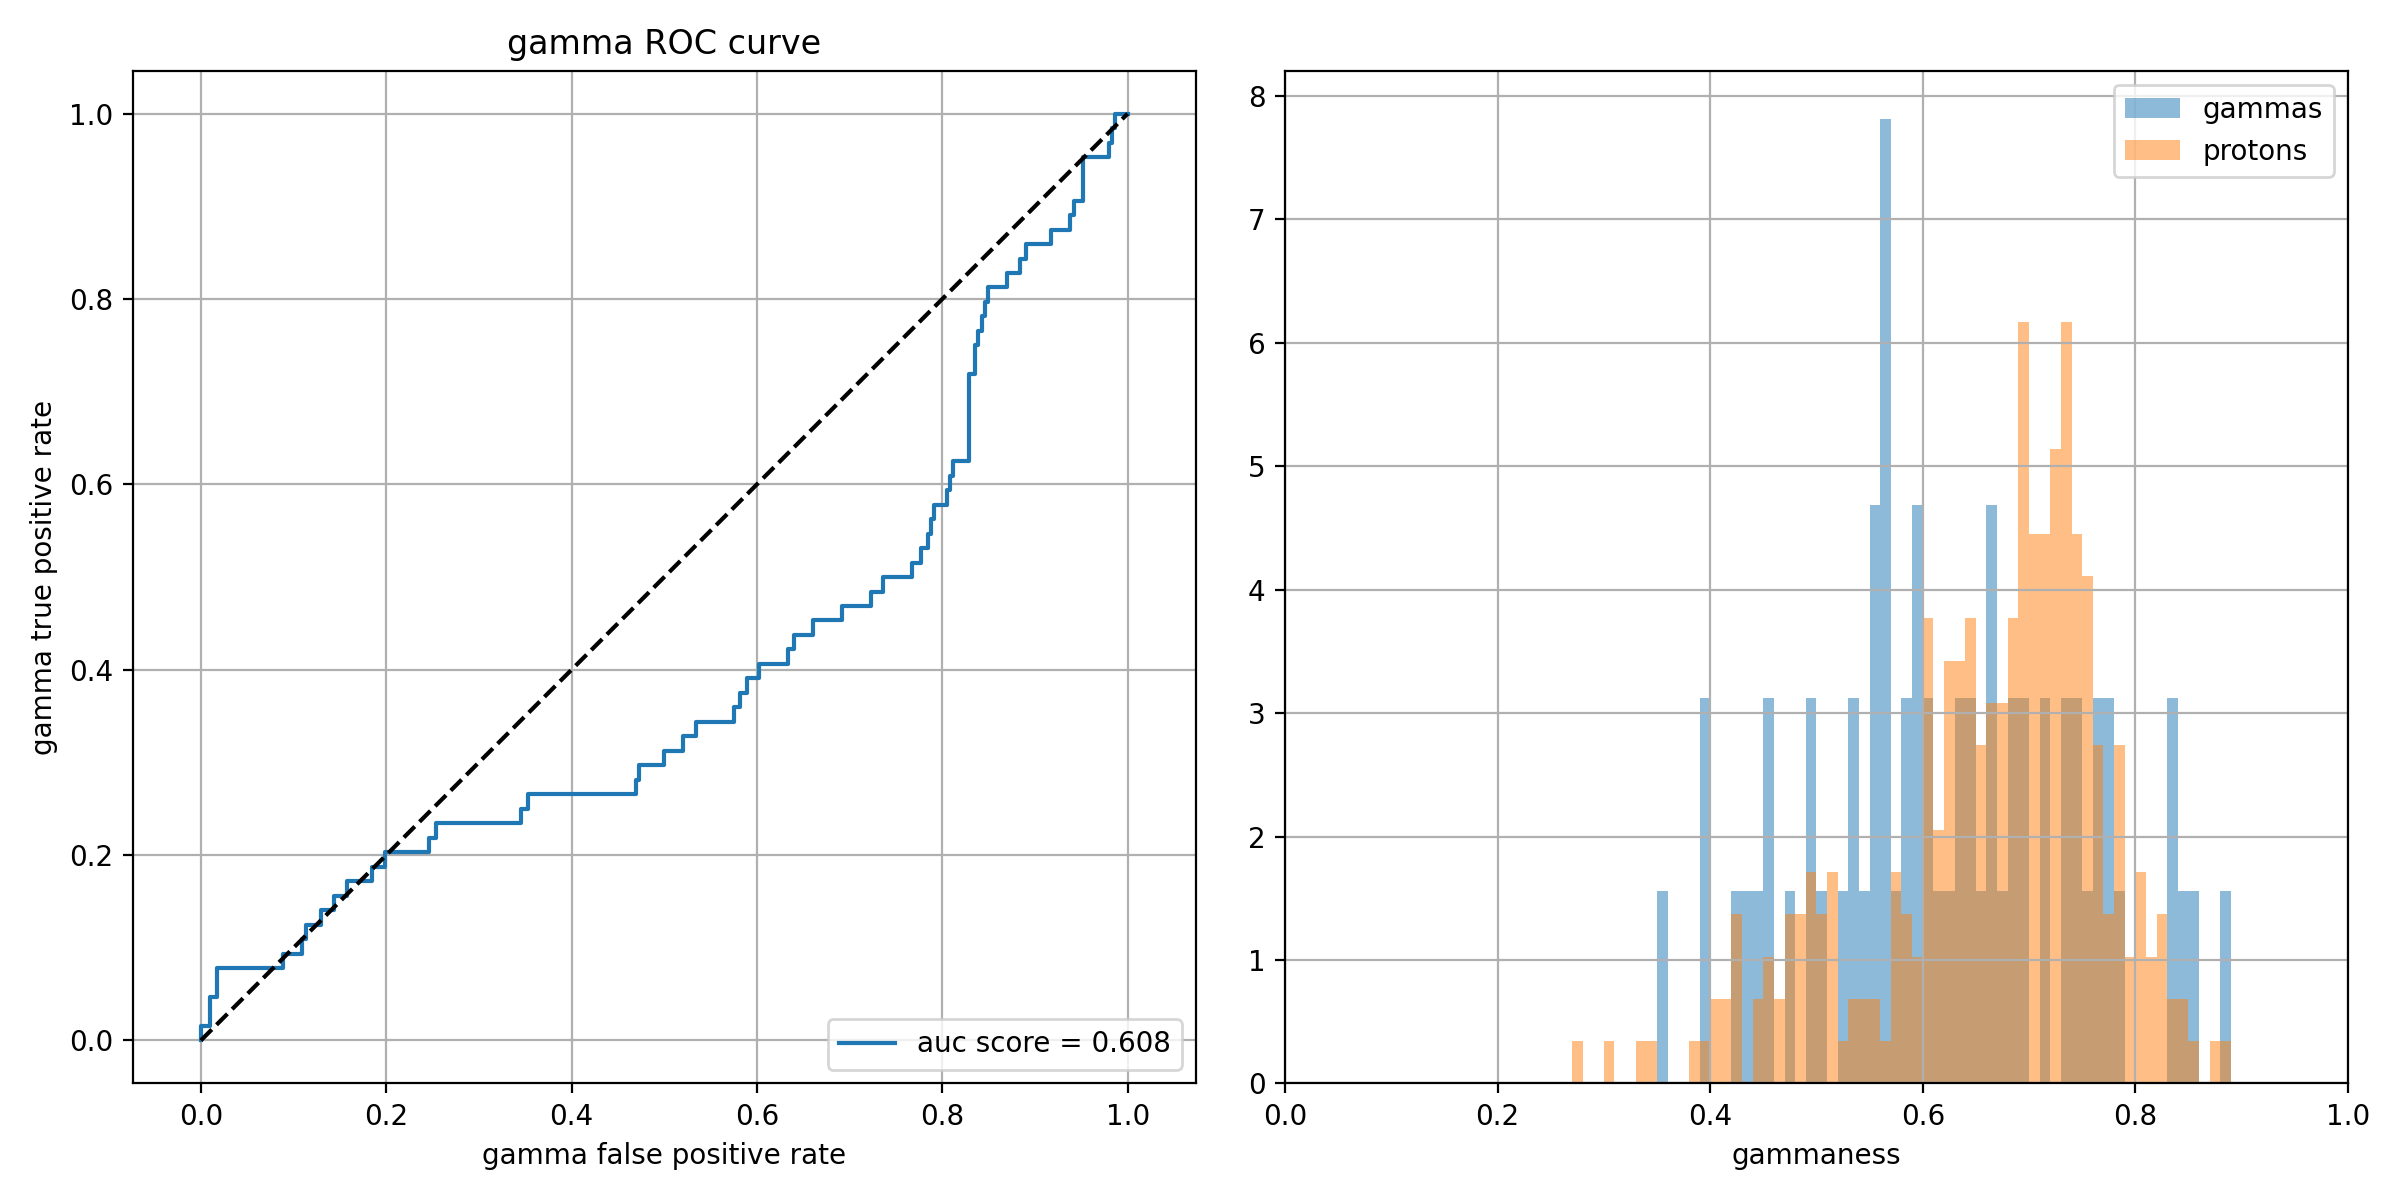 gamma ROC curve
gamma true positive rate
1.0
0.8
0.6
0.4
0.2
0.0
auc score = 0.608
0.0 0.2 0.4 0.6 0.8 1.0
gamma false positive rate
gammas
protons
8
7
6
5
4
3
2
1
0
0.0 0.2 0.4 0.6 0.8 1.0
gammaness